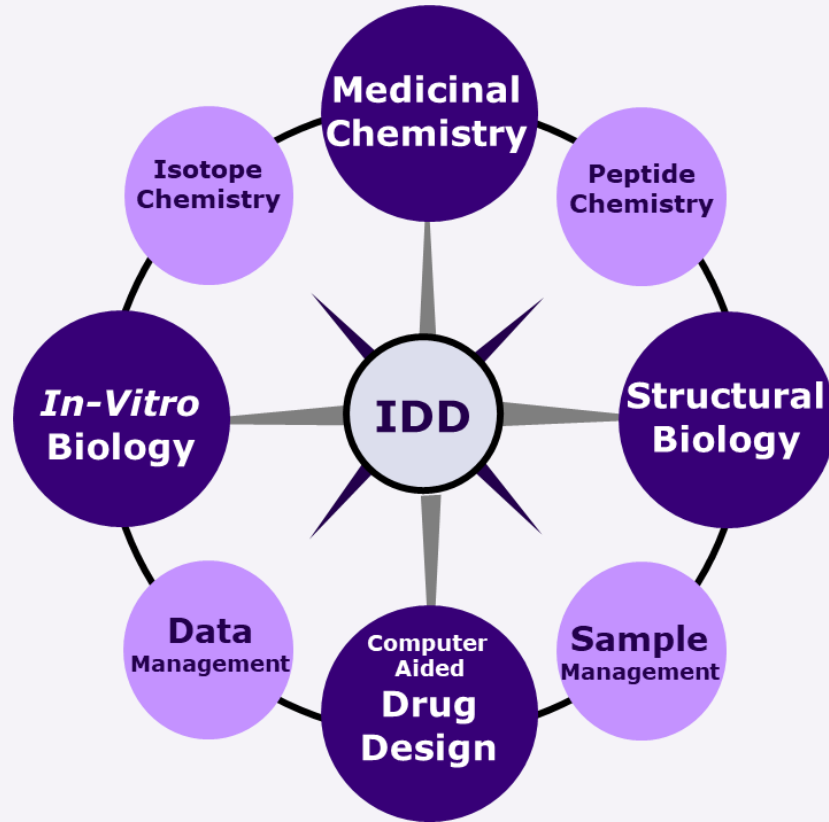 Medicinal
Chemistry
Isotope
Chemistry
Peptide
Chemistry
In-Vitro
Biology
IDD
Structural
Biology
Data
Management
Computer
Aided
Drug
Design
Sample
Management